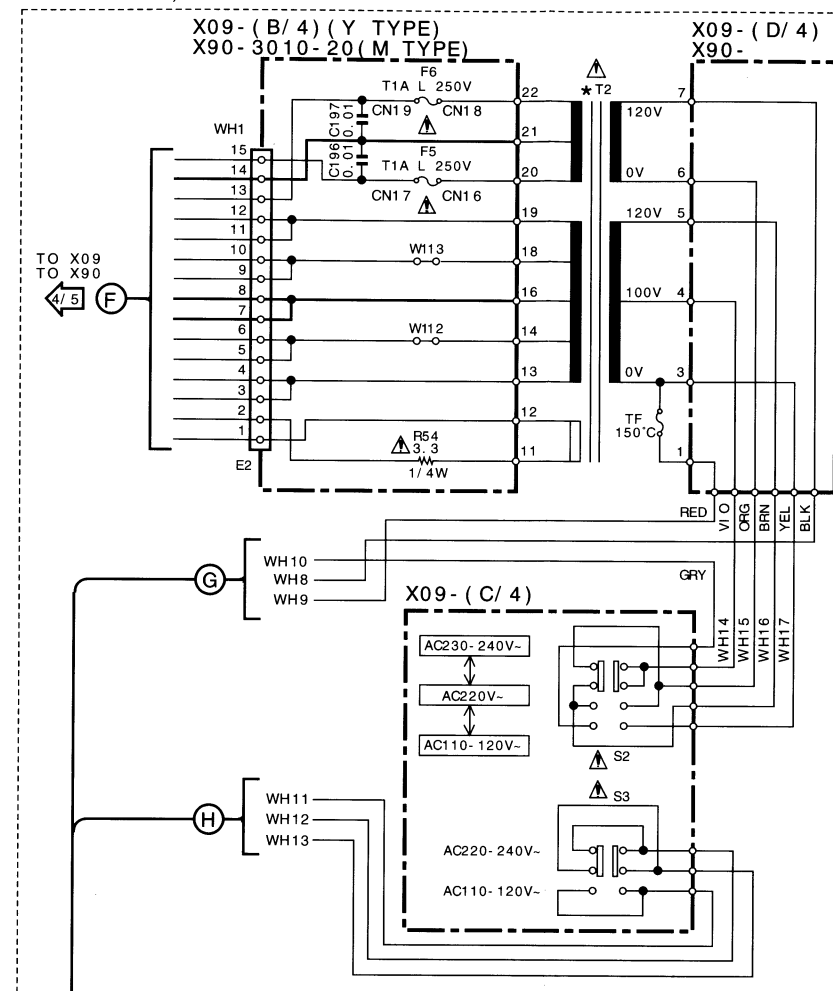 X09-(B/4)(Y TYPE)
X90-3010-20(M TYPE)
X09-(D/4)
X90-
F6
T1A L 250V
CN19 CN18
C197
0.01
C196
0.01
F5
T1A L 250V
CN17 CN16
WH1
15
14
13
12
11
10
9
8
7
6
5
4
3
2
1
E2
TO X09
TO X90
4/5
F
W113
W112
R54
3.3
1/4W
22
21
20
19
18
16
14
13
12
11
★T2
120V
0V
120V
100V
0V
TF
150°C
7
6
5
4
3
1
RED
VIO
ORG
BRN
YEL
BLK
G
WH10
WH8
WH9
GRY
WH14
WH15
WH16
WH17
X09-(C/4)
AC230-240V~
AC220V~
AC110-120V~
S2
S3
H
WH11
WH12
WH13
AC220-240V~
AC110-120V~